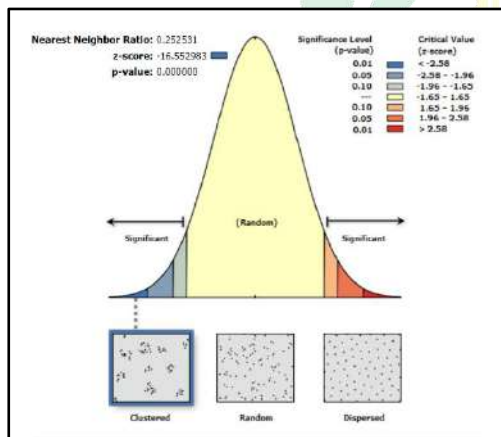 Nearest Neighbor Ratio: 0.252531
z-score: -16.552983
p-value: 0.000000
Significance Level
(p-value)
Critical Value
(z-score)
0.01 < -2.58
0.05 -2.58 - -1.96
0.10 -1.96 - -1.65
— -1.65 - 1.65
0.10 1.65 - 1.96
0.05 1.96 - 2.58
0.01 > 2.58
(Random)
Significant Significant
Clustered Random Dispersed